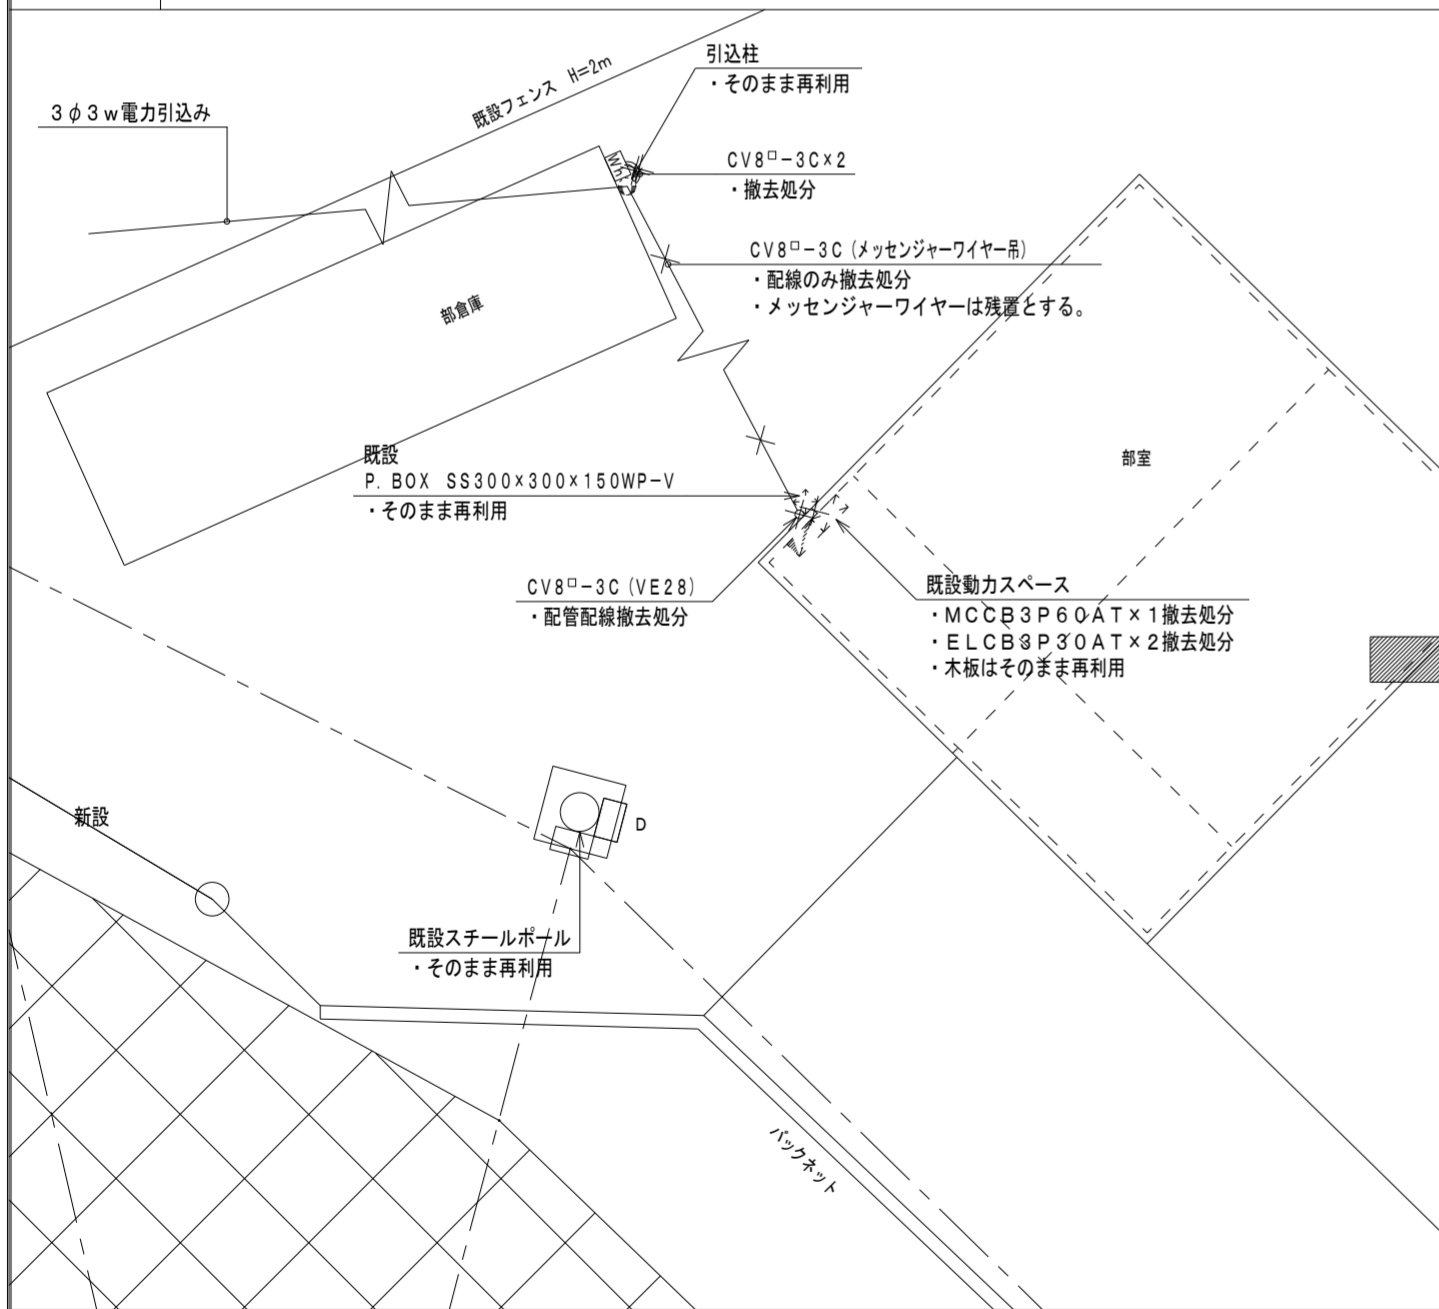 引込柱
・そのまま再利用
既設フェンス H=2m
3φ3w電力引込み
Wh
CV8□-3C×2
・撤去処分
CV8□-3C(メッセンジャーワイヤー吊)
・配線のみ撤去処分
・メッセンジャーワイヤーは残置とする。
部倉庫
既設
P. BOX SS300×300×150WP-V
・そのまま再利用
部室
CV8□-3C(VE28)
・配管配線撤去処分
既設動力スペース
・MCCB3P60AT×1撤去処分
・ELCB3P30AT×2撤去処分
・木板はそのまま再利用
新設
D
既設スチールポール
・そのまま再利用
バックネット